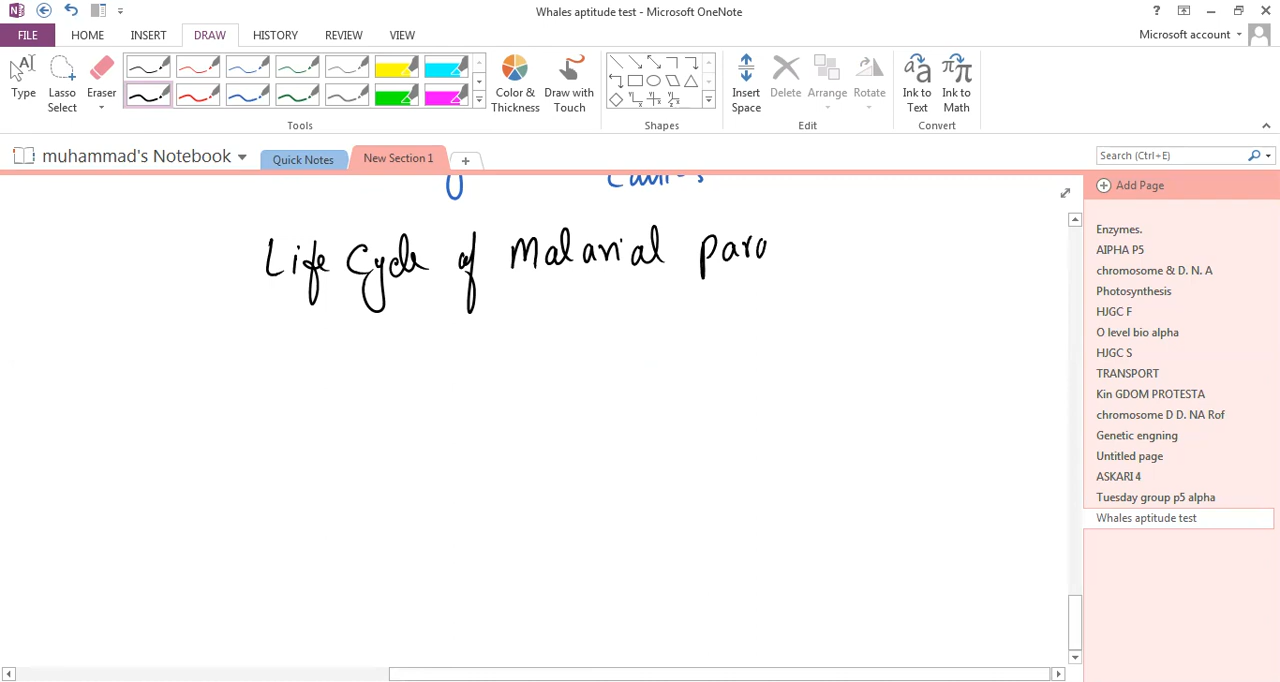 Whales aptitude test - Microsoft OneNote
?
FILE HOME INSERT DRAW HISTORY REVIEW VIEW
Microsoft account
Type
Lasso Select
Eraser
Color & Thickness
Draw with Touch
Insert Space
Delete
Arrange
Rotate
Ink to Text
Ink to Math
Tools Shapes Edit Convert
muhammad's Notebook Quick Notes New Section 1
Search (Ctrl+E)
Add Page
Life Cycle of Malarial para
Enzymes.
AlPHA P5
chromosome & D. N. A
Photosynthesis
HJGC F
O level bio alpha
HJGC S
TRANSPORT
Kin GDOM PROTESTA
chromosome D D. NA Rof
Genetic engning
Untitled page
ASKARI 4
Tuesday group p5 alpha
Whales aptitude test